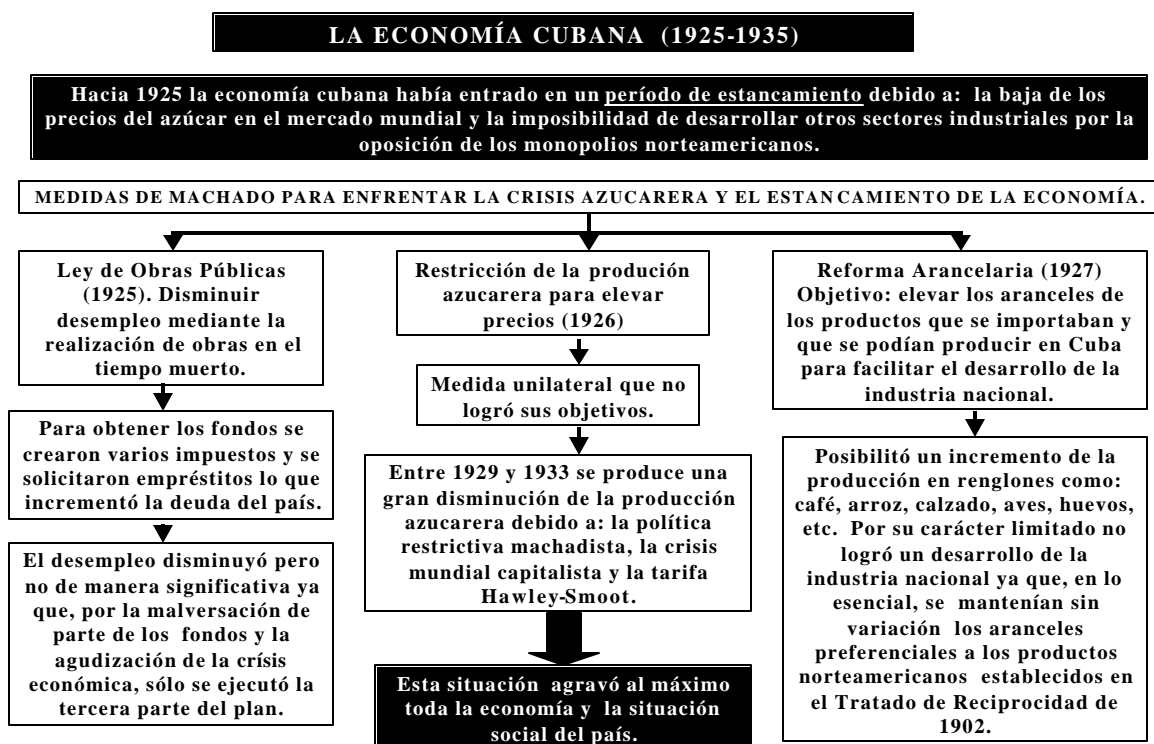 LA ECONOMÍA CUBANA (1925-1935)
Hacia 1925 la economía cubana había entrado en un período de estancamiento debido a: la baja de los
precios del azúcar en el mercado mundial y la imposibilidad de desarrollar otros sectores industriales por la
oposición de los monopolios norteamericanos.
MEDIDAS DE MACHADO PARA ENFRENTAR LA CRISIS AZUCARERA Y EL ESTANCAMIENTO DE LA ECONOMÍA.
Ley de Obras Públicas
(1925). Disminuir
desempleo mediante la
realización de obras en el
tiempo muerto.
Para obtener los fondos se
crearon varios impuestos y se
solicitaron empréstitos lo que
incrementó la deuda del país.
El desempleo disminuyó pero
no de manera significativa ya
que, por la malversación de
parte de los fondos y la
agudización de la crísis
económica, sólo se ejecutó la
tercera parte del plan.
Restricción de la produción
azucarera para elevar
precios (1926)
Medida unilateral que no
logró sus objetivos.
Entre 1929 y 1933 se produce una
gran disminución de la producción
azucarera debido a: la política
restrictiva machadista, la crisis
mundial capitalista y la tarifa
Hawley-Smoot.
Esta situación agravó al máximo
toda la economía y la situación
social del país.
Reforma Arancelaria (1927)
Objetivo: elevar los aranceles de
los productos que se importaban y
que se podían producir en Cuba
para facilitar el desarrollo de la
industria nacional.
Posibilitó un incremento de la
producción en renglones como:
café, arroz, calzado, aves, huevos,
etc. Por su carácter limitado no
logró un desarrollo de la
industria nacional ya que, en lo
esencial, se mantenían sin
variación los aranceles
preferenciales a los productos
norteamericanos establecidos en
el Tratado de Reciprocidad de
1902.